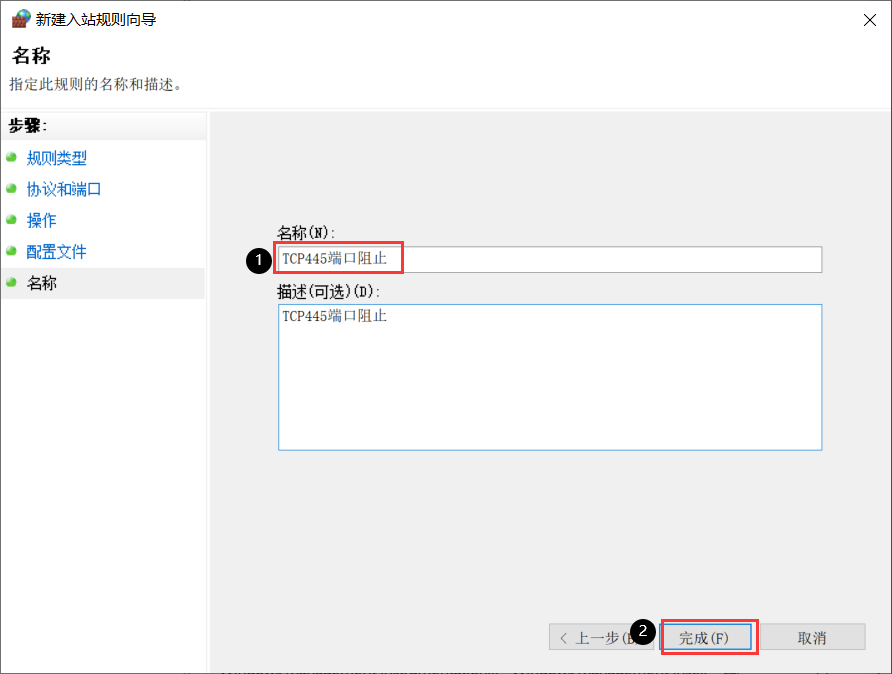 新建入站规则向导
名称
指定此规则的名称和描述。
步骤:
规则类型
协议和端口
操作
配置文件
名称
名称(N):
1
TCP445端口阻止
描述(可选)(D):
TCP445端口阻止
< 上一步(
2
完成(F)
取消